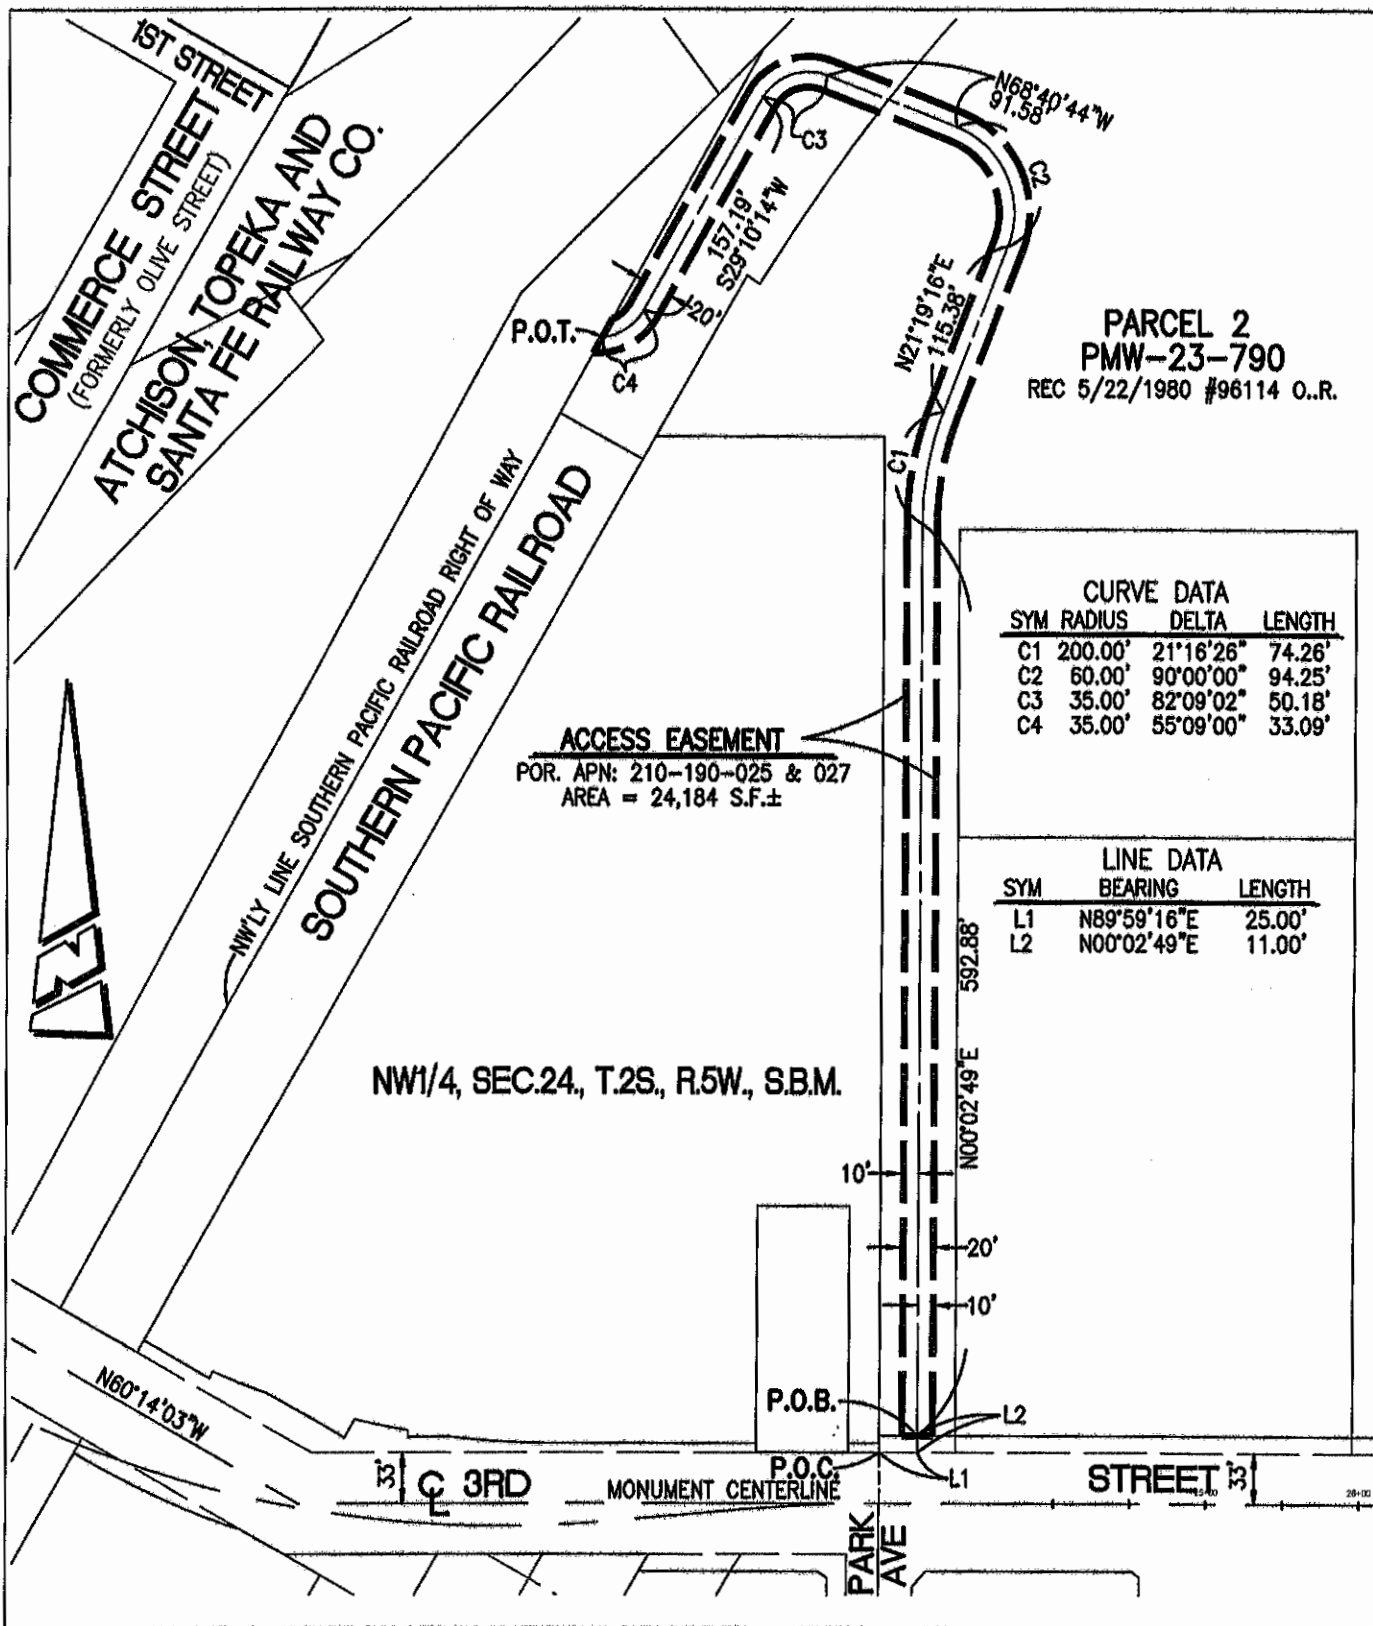 1ST STREET
COMMERCE STREET
(FORMERLY OLIVE STREET)
ATCHISON, TOPEKA AND
SANTA FE RAILWAY CO.
N68°40'44"W
91.58'
C3
C2
157.19'
S29°10'14"W
20'
P.O.T.
C4
N21°19'16"E
115.38'
C1
PARCEL 2
PMW-23-790
REC 5/22/1980 #96114 O..R.
NW'LY LINE SOUTHERN PACIFIC RAILROAD RIGHT OF WAY
SOUTHERN PACIFIC RAILROAD
CURVE DATA
SYM RADIUS DELTA LENGTH
C1 200.00' 21°16'26" 74.26'
C2 60.00' 90°00'00" 94.25'
C3 35.00' 82°09'02" 50.18'
C4 35.00' 55°09'00" 33.09'
ACCESS EASEMENT
POR. APN: 210-190-025 & 027
AREA = 24,184 S.F.±
LINE DATA
SYM BEARING LENGTH
L1 N89°59'16"E 25.00'
L2 N00°02'49"E 11.00'
N
N00°02'49"E 592.88'
NW1/4, SEC.24., T.2S., R.5W., S.B.M.
10'
20'
10'
P.O.B.
L2
N60°14'03"W
P.O.C.
L1
33'
CL 3RD
MONUMENT CENTERLINE
STREET
33'
20+00
PARK
AVE